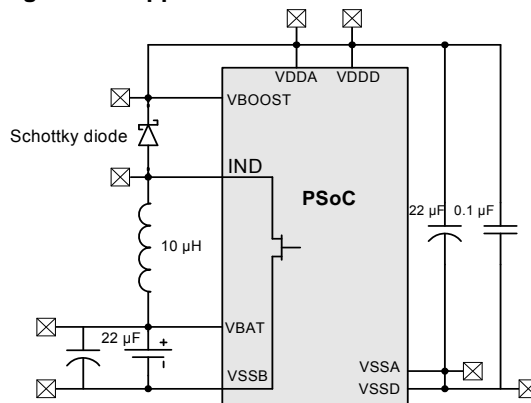 VDDA VDDD
VBOOST
Schottky diode
IND
PSoC
22 µF 0.1 µF
10 µH
VBAT
22 µF
+
-
VSSB
VSSA
VSSD